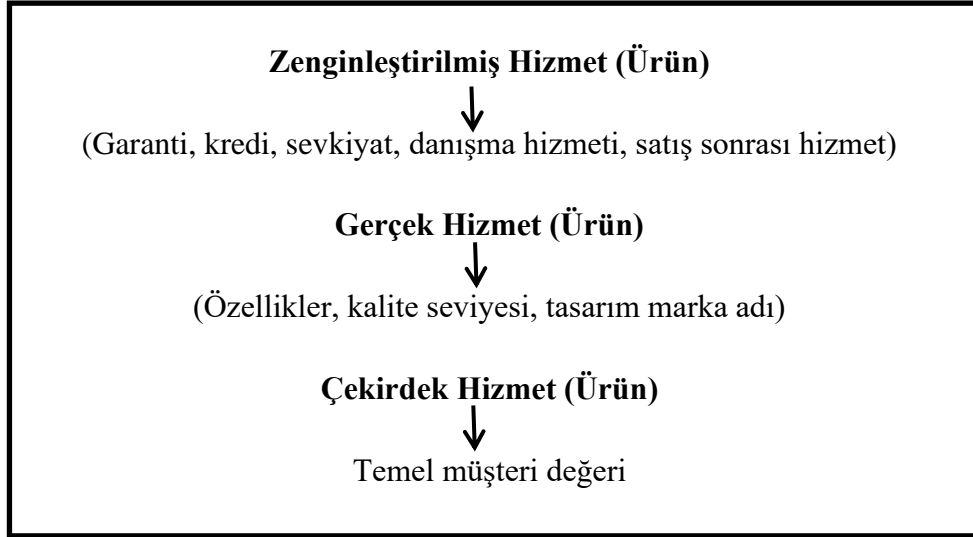 Zenginleştirilmiş Hizmet (Ürün)
(Garanti, kredi, sevkiyat, danışma hizmeti, satış sonrası hizmet)
Gerçek Hizmet (Ürün)
(Özellikler, kalite seviyesi, tasarım marka adı)
Çekirdek Hizmet (Ürün)
Temel müşteri değeri